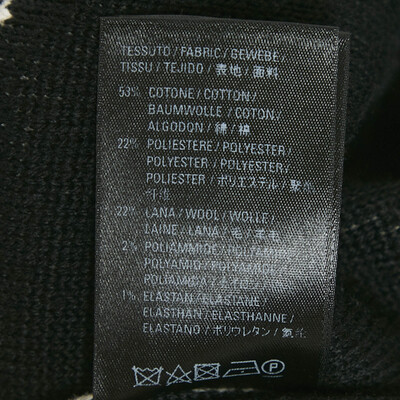 TESSUTO / FABRIC / GEWEBE /
TISSU / TEJIDO / 表地 / 面料
53% COTONE / COTTON /
BAUMWOLLE / COTON /
ALGODON / 綿 / 棉
22% POLIESTERE / POLYESTER /
POLYESTER / POLYESTER /
POLIESTER / ポリエステル / 聚酯
纤维
22% LANA / WOOL / WOLLE /
LAINE / LANA / 毛 / 羊毛
2% POLIAMMIDE / POLYAMIDE /
POLYAMID / POLYAMIDE /
POLIAMIDA /
1% ELASTAN / ELASTANE /
ELASTHAN / ELASTHANNE /
ELASTANO / ポリウレタン / 氨纶
P